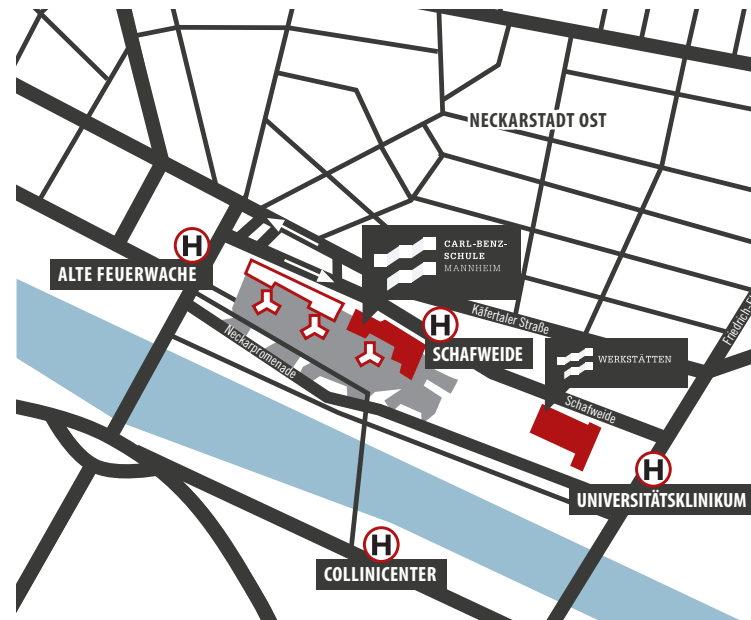 NECKARSTADT OST
H
ALTE FEUERWACHE
CARL-BENZ-
SCHULE
MANNHEIM
Käfertaler Straße
H
SCHAFWEIDE
Neckarpromenade
WERKSTÄTTEN
Schafweide
H
UNIVERSITÄTSKLINIKUM
H
COLLINICENTER